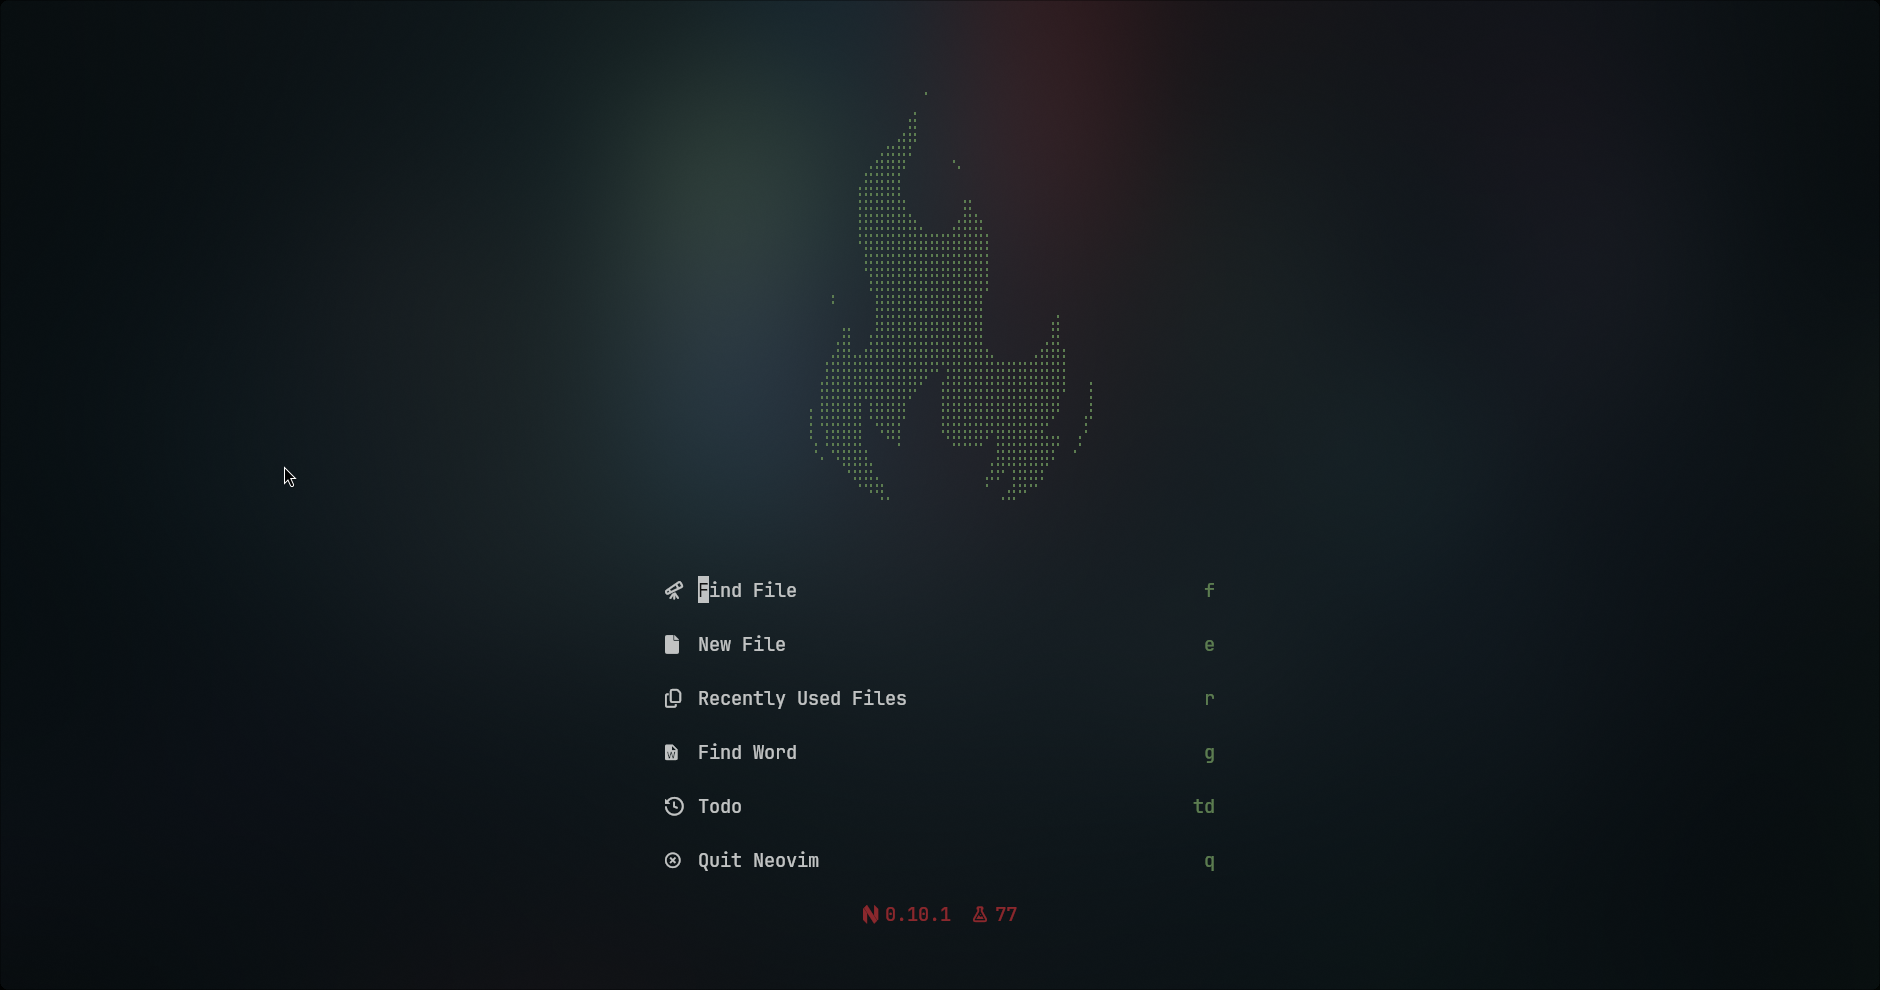 Find File f
New File e
Recently Used Files r
Find Word g
Todo td
Quit Neovim q
0.10.1 77